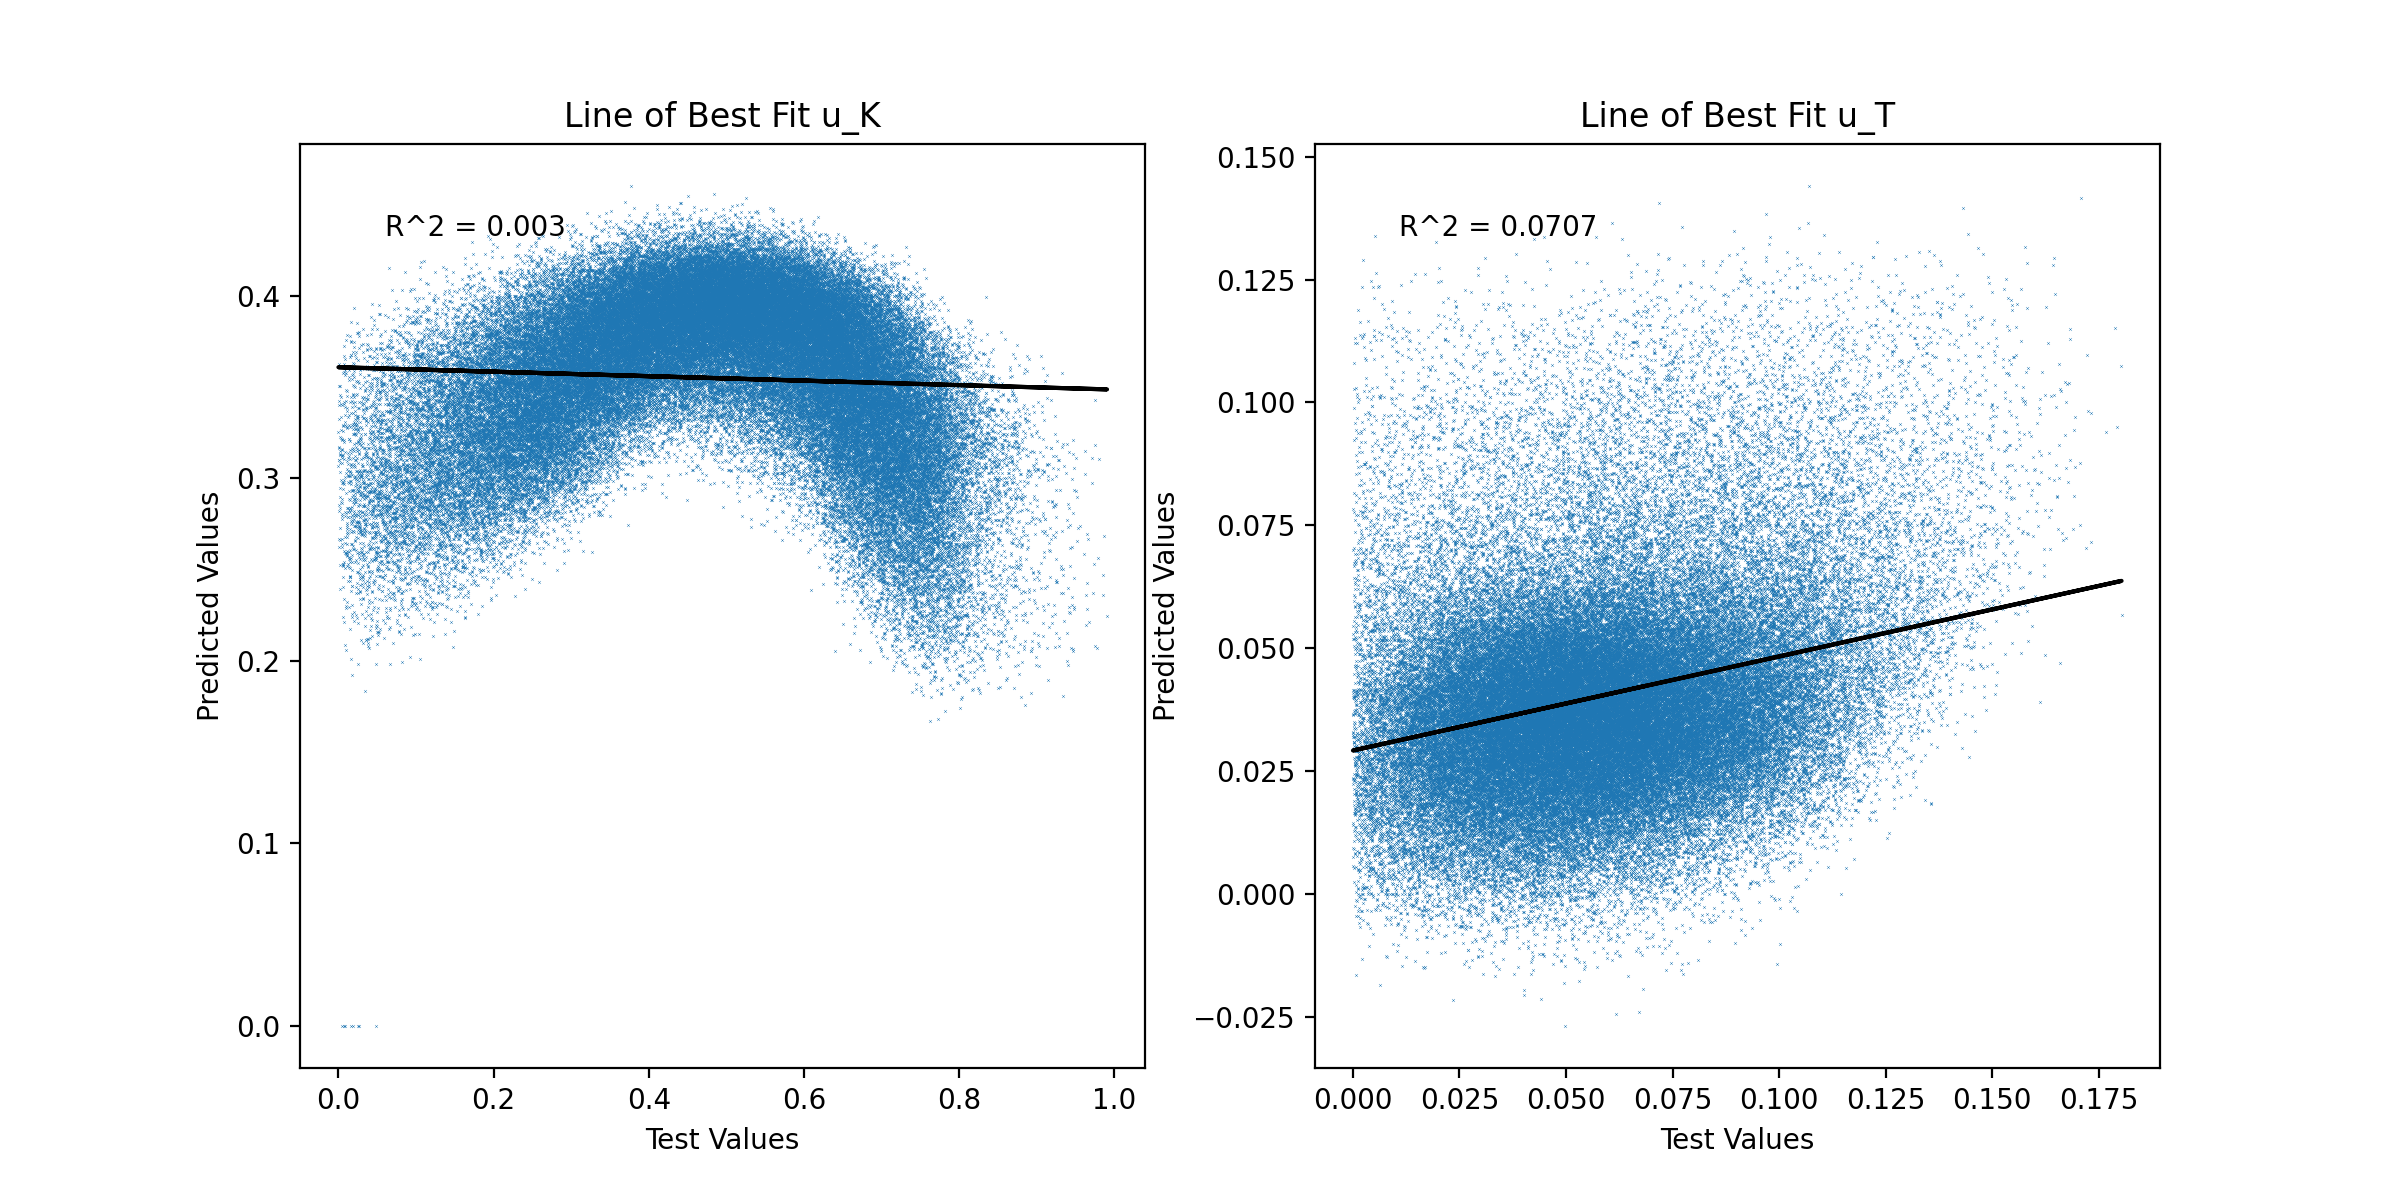 Line of Best Fit u_K
R^2 = 0.003
0.4
0.3
0.2
0.1
0.0
Predicted Values
0.0 0.2 0.4 0.6 0.8 1.0
Test Values
Line of Best Fit u_T
R^2 = 0.0707
0.150
0.125
0.100
0.075
0.050
0.025
0.000
−0.025
Predicted Values
0.000 0.025 0.050 0.075 0.100 0.125 0.150 0.175
Test Values